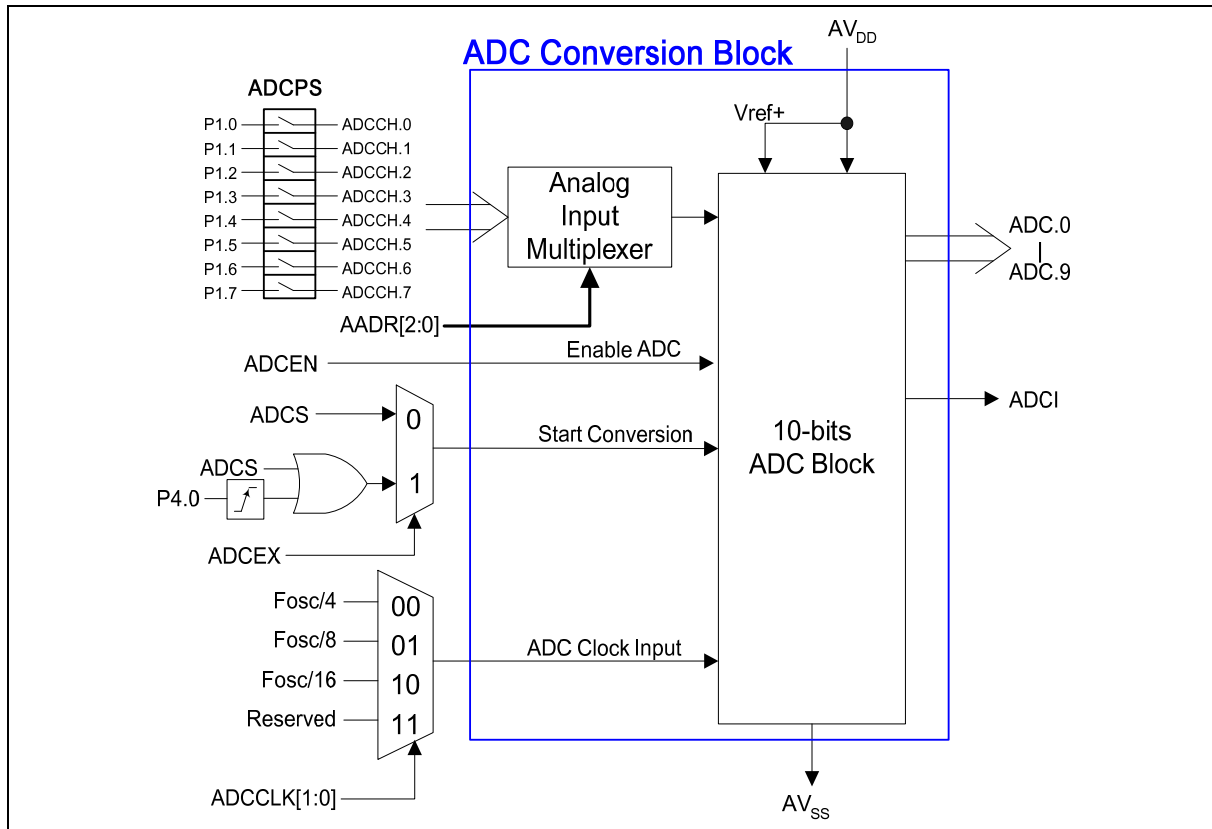 AV_DD
ADC Conversion Block
ADCPS
Vref+
P1.0 ADCCH.0
P1.1 ADCCH.1
P1.2 ADCCH.2
P1.3 ADCCH.3
P1.4 ADCCH.4
P1.5 ADCCH.5
P1.6 ADCCH.6
P1.7 ADCCH.7
Analog
Input
Multiplexer
ADC.0
ADC.9
AADR[2:0]
ADCEN
Enable ADC
ADCI
ADCS
0
Start Conversion
10-bits
ADC Block
ADCS
1
P4.0
ADCEX
Fosc/4 00
Fosc/8 01
ADC Clock Input
Fosc/16 10
Reserved 11
ADCCLK[1:0]
AV_SS